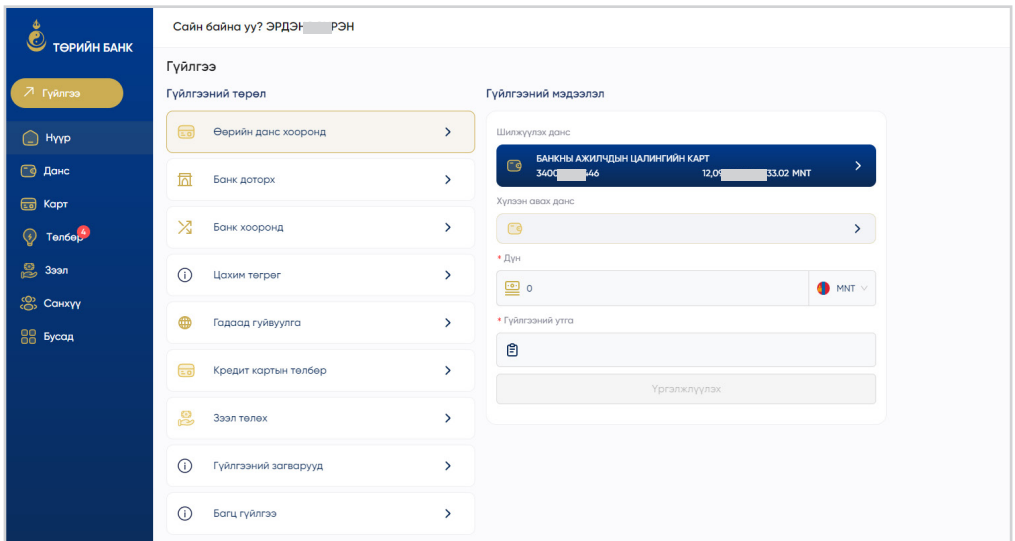 ТӨРИЙН БАНК
Сайн байна уу? ЭРДЭН РЭН
Гүйлгээ
Нүүр
Данс
Карт
Төлбөр 4
Зээл
Санхүү
Бусад
Гүйлгээ
Гүйлгээний төрөл
Өөрийн данс хооронд
Банк доторх
Банк хооронд
Цахим төгрөг
Гадаад гуйвуулга
Кредит картын төлбөр
Зээл төлөх
Гүйлгээний загварууд
Багц гүйлгээ
Гүйлгээний мэдээлэл
Шилжүүлэх данс
БАНКНЫ АЖИЛЧДЫН ЦАЛИНГИЙН КАРТ
3400 446 12,09 33.02 MNT
Хүлээн авах данс
* Дүн
0 MNT
* Гүйлгээний утга
Үргэлжлүүлэх